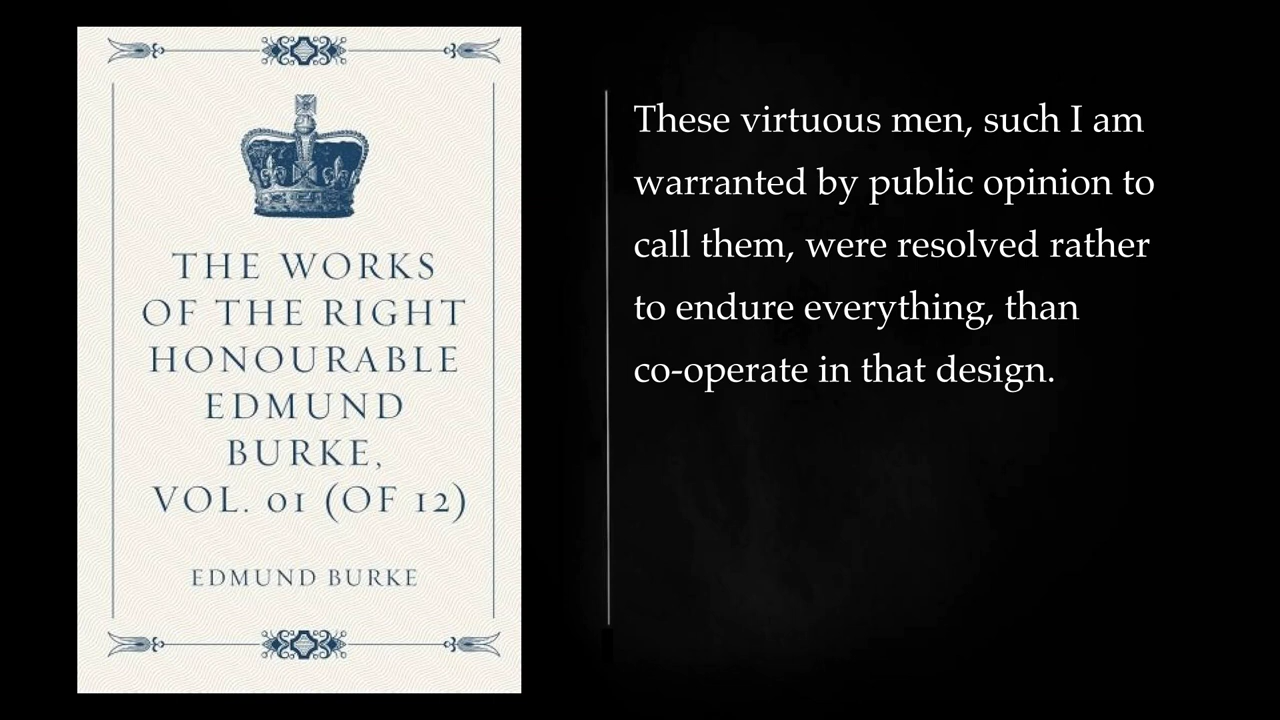 THE WORKS
OF THE RIGHT
HONOURABLE
EDMUND
BURKE,
VOL. 01 (OF 12)
EDMUND BURKE
These virtuous men, such I am
warranted by public opinion to
call them, were resolved rather
to endure everything, than
co-operate in that design.